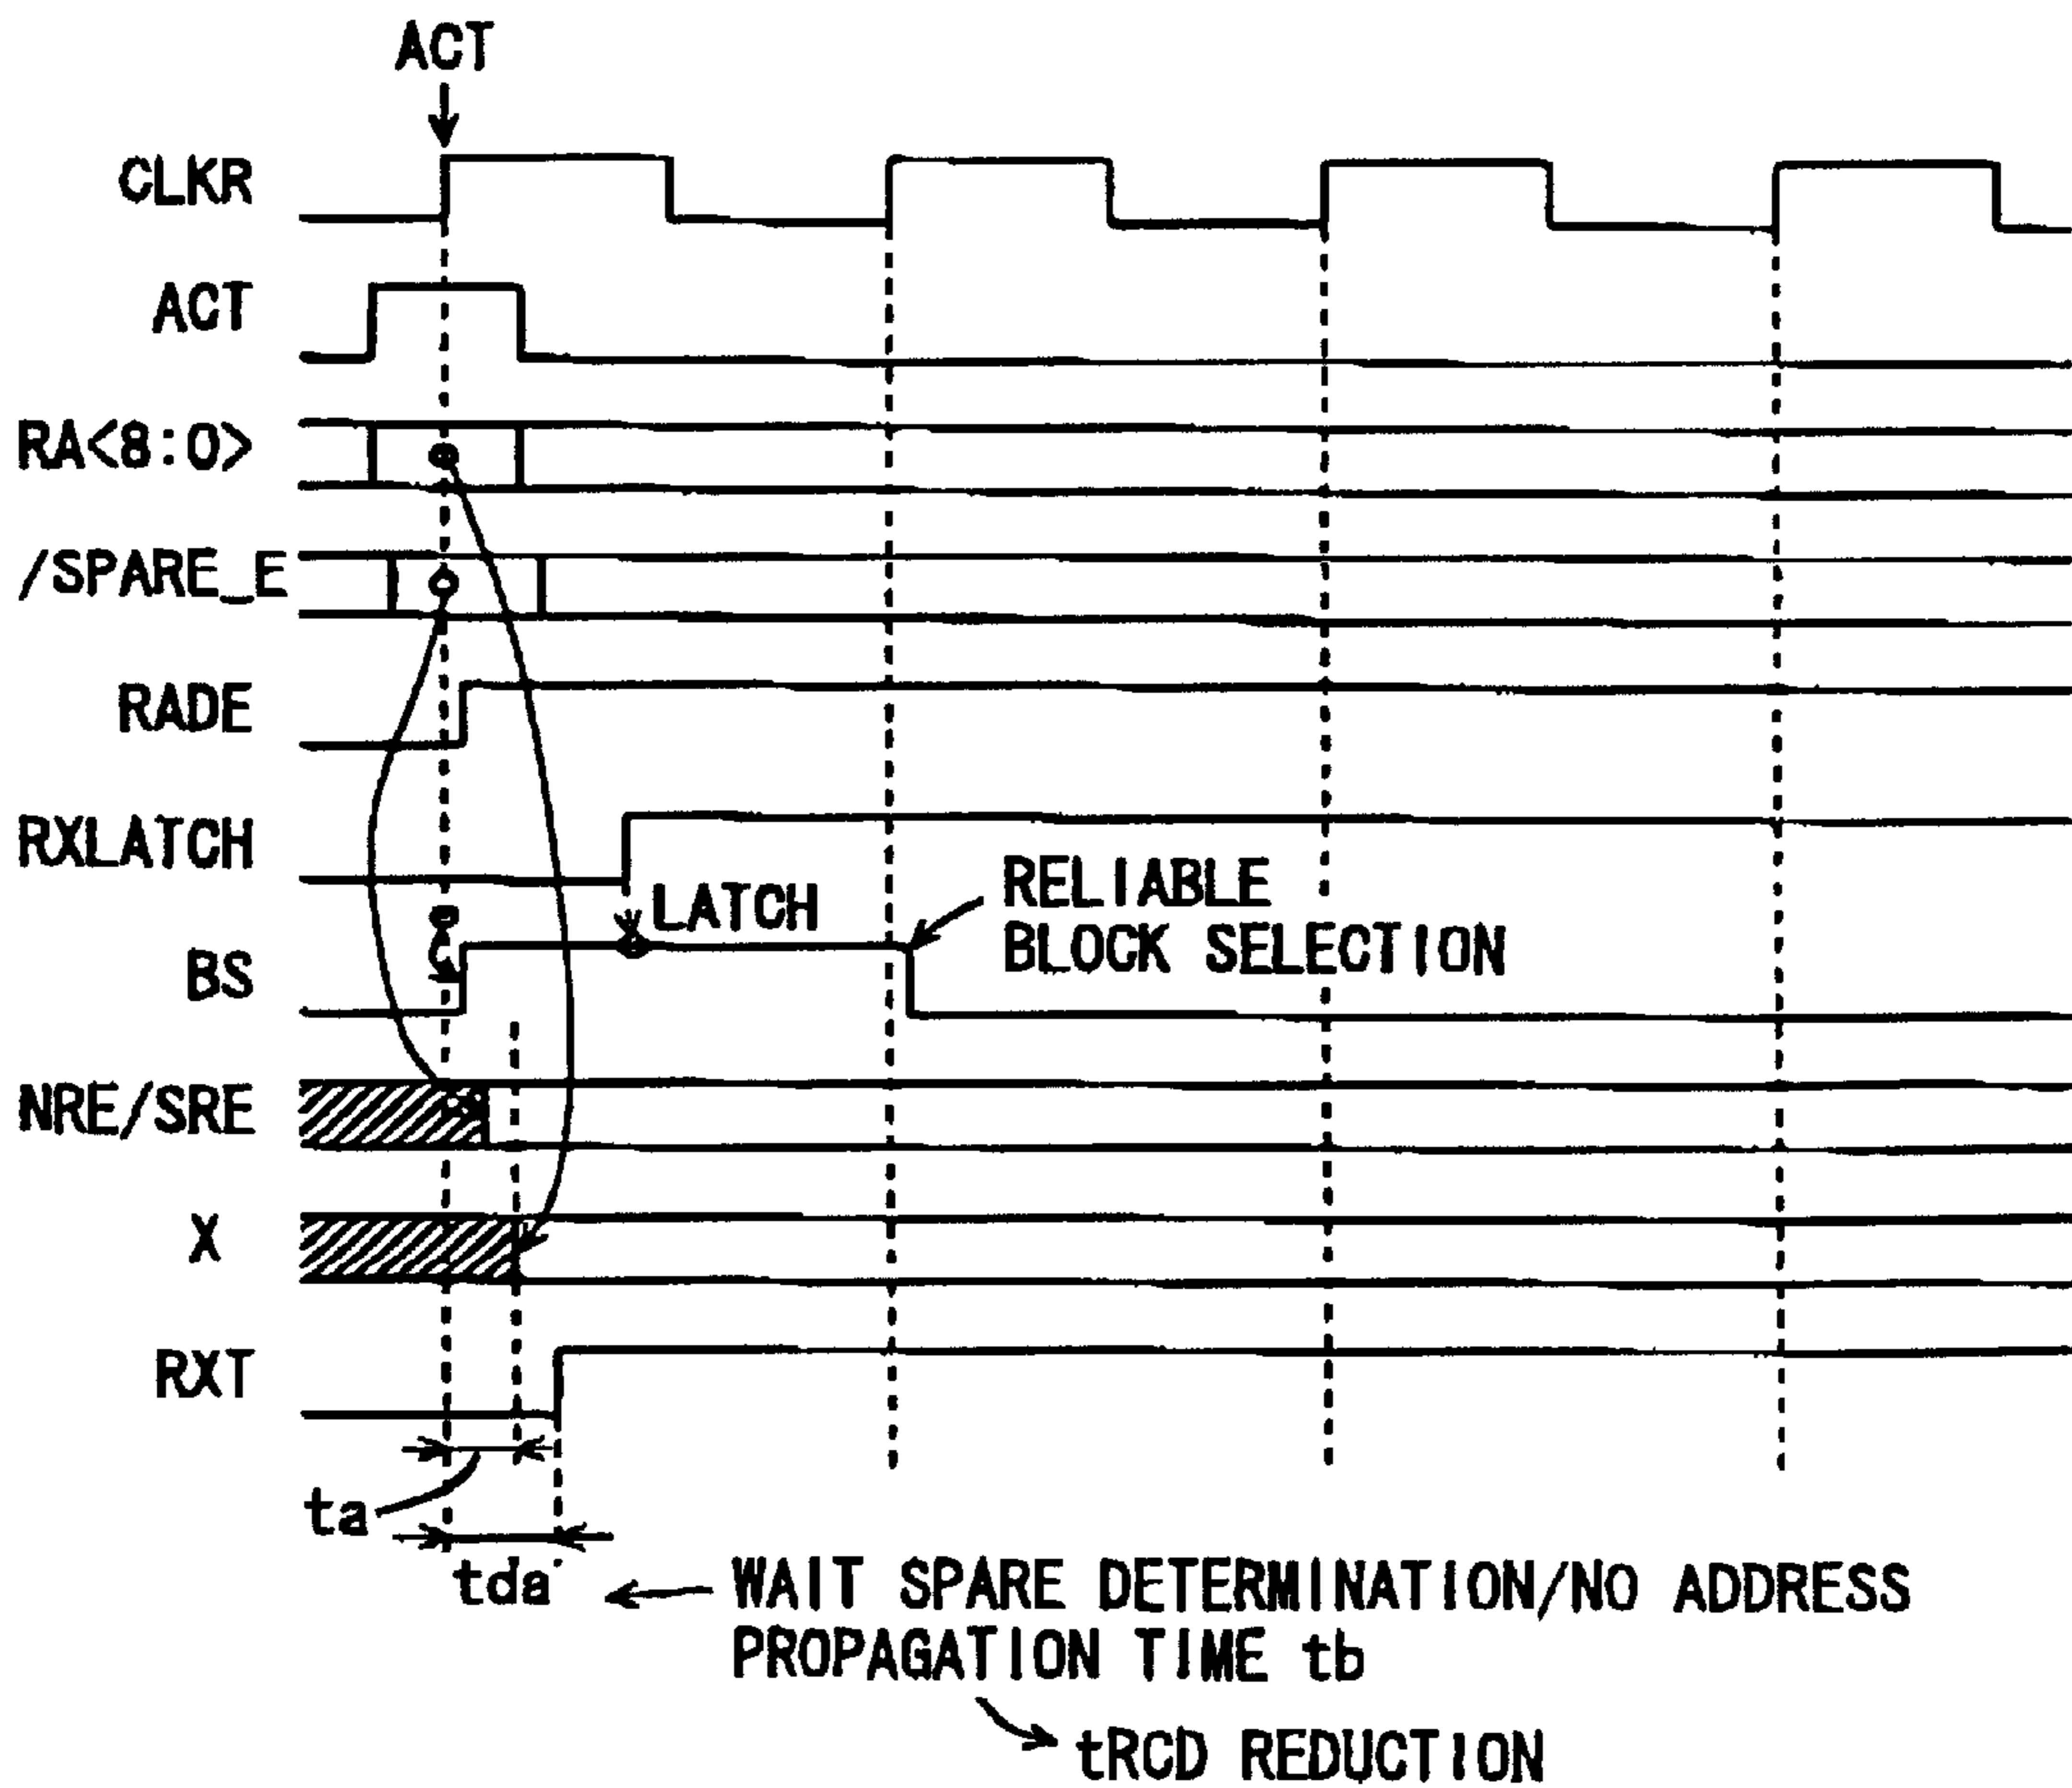 ACT
CLKR
ACT
RA<8:0>
/SPARE_E
RADE
RXLATCH
LATCH
RELIABLE
BLOCK SELECTION
BS
NRE/SRE
X
RXT
ta
tda
WAIT SPARE DETERMINATION/NO ADDRESS
PROPAGATION TIME tb
tRCD REDUCTION